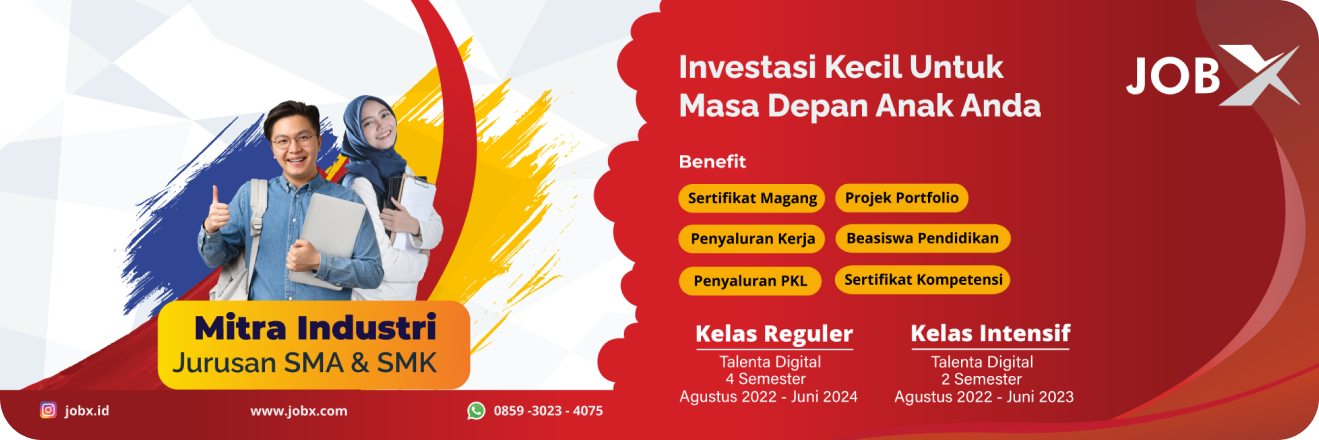 Investasi Kecil Untuk
Masa Depan Anak Anda
JOBX
Benefit
Sertifikat Magang
Projek Portfolio
Penyaluran Kerja
Beasiswa Pendidikan
Penyaluran PKL
Sertifikat Kompetensi
Kelas Reguler
Talenta Digital
4 Semester
Agustus 2022 - Juni 2024
Kelas Intensif
Talenta Digital
2 Semester
Agustus 2022 - Juni 2023
Mitra Industri
Jurusan SMA & SMK
jobx.id
www.jobx.com
0859 -3023 - 4075